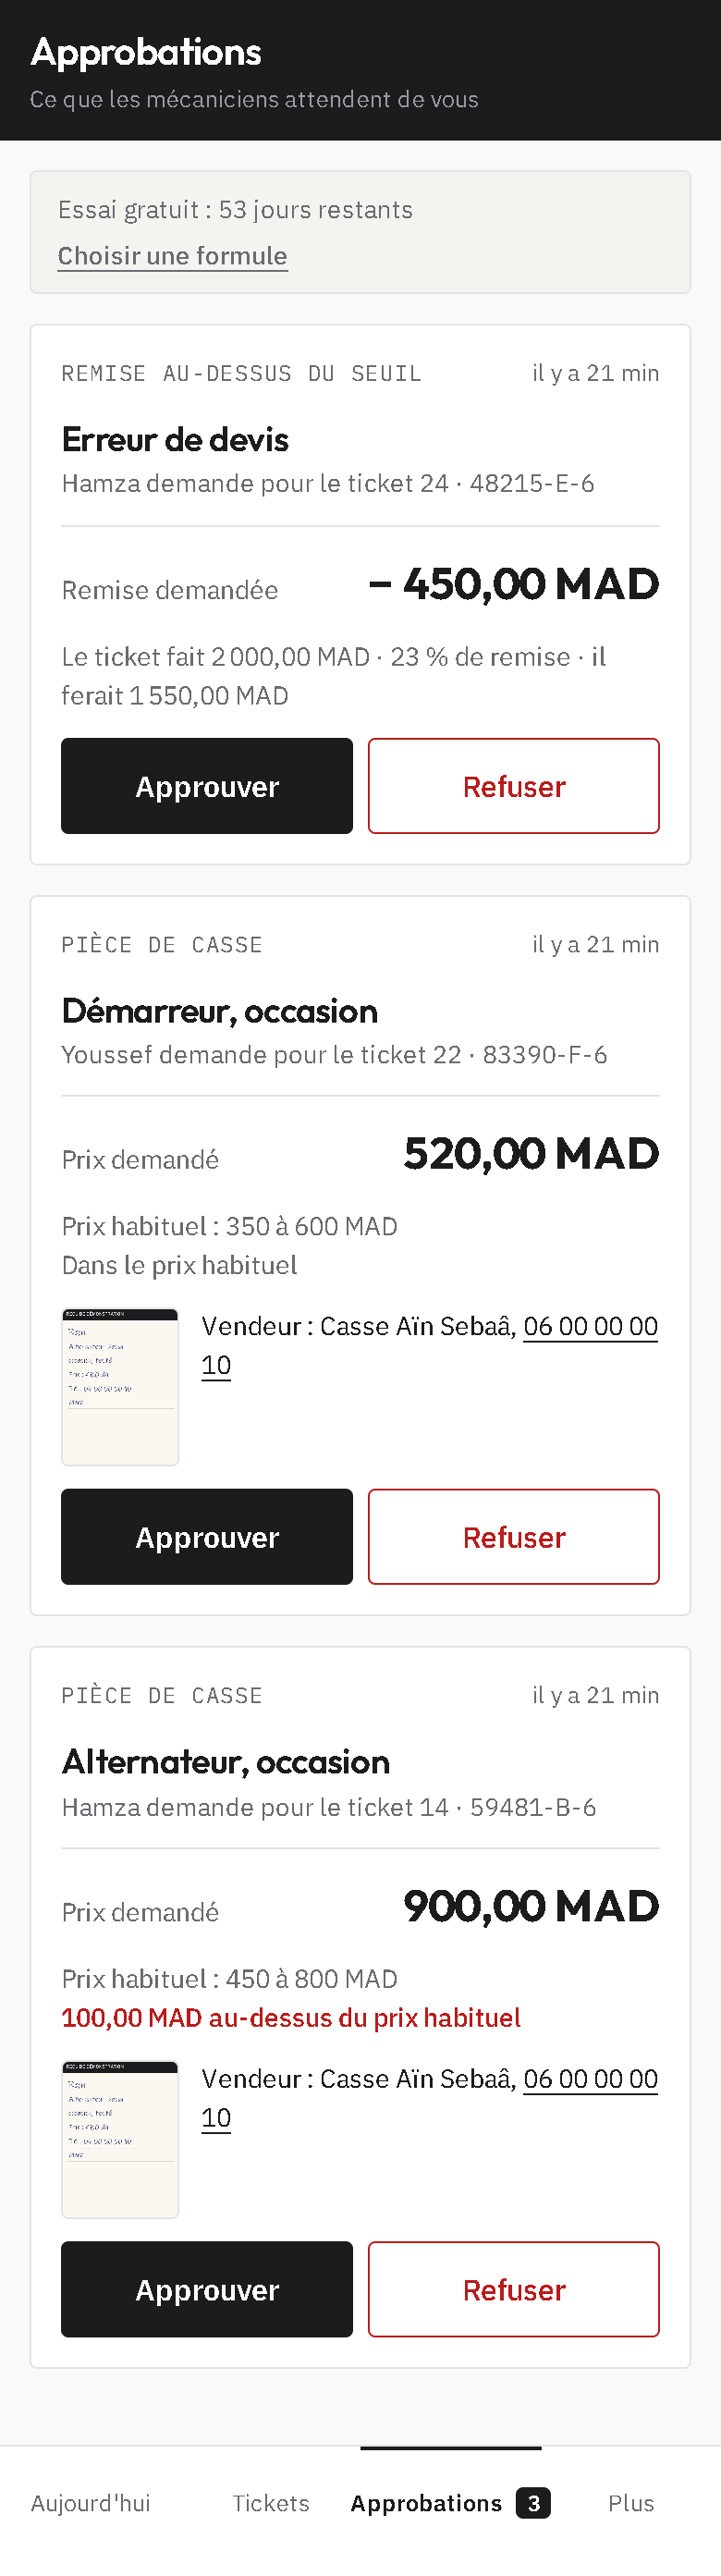 Approbations
Ce que les mécaniciens attendent de vous
Essai gratuit : 53 jours restants
Choisir une formule
REMISE AU-DESSUS DU SEUIL il y a 21 min
Erreur de devis
Hamza demande pour le ticket 24 · 48215-E-6
Remise demandée − 450,00 MAD
Le ticket fait 2 000,00 MAD · 23 % de remise · il
ferait 1 550,00 MAD
Approuver Refuser
PIÈCE DE CASSE il y a 21 min
Démarreur, occasion
Youssef demande pour le ticket 22 · 83390-F-6
Prix demandé 520,00 MAD
Prix habituel : 350 à 600 MAD
Dans le prix habituel
Vendeur : Casse Aïn Sebaâ, 06 00 00 00
10
Approuver Refuser
PIÈCE DE CASSE il y a 21 min
Alternateur, occasion
Hamza demande pour le ticket 14 · 59481-B-6
Prix demandé 900,00 MAD
Prix habituel : 450 à 800 MAD
100,00 MAD au-dessus du prix habituel
Vendeur : Casse Aïn Sebaâ, 06 00 00 00
10
Approuver Refuser
Aujourd'hui Tickets Approbations 3 Plus